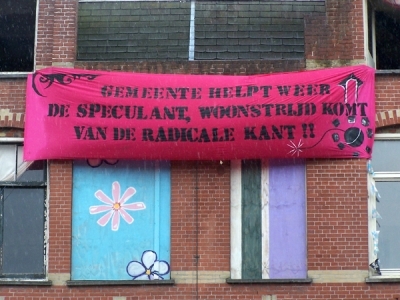 GEMEENTE HELPT WEER
DE SPECULANT, WOONSTRIJD KOMT
VAN DE RADICALE KANT !!